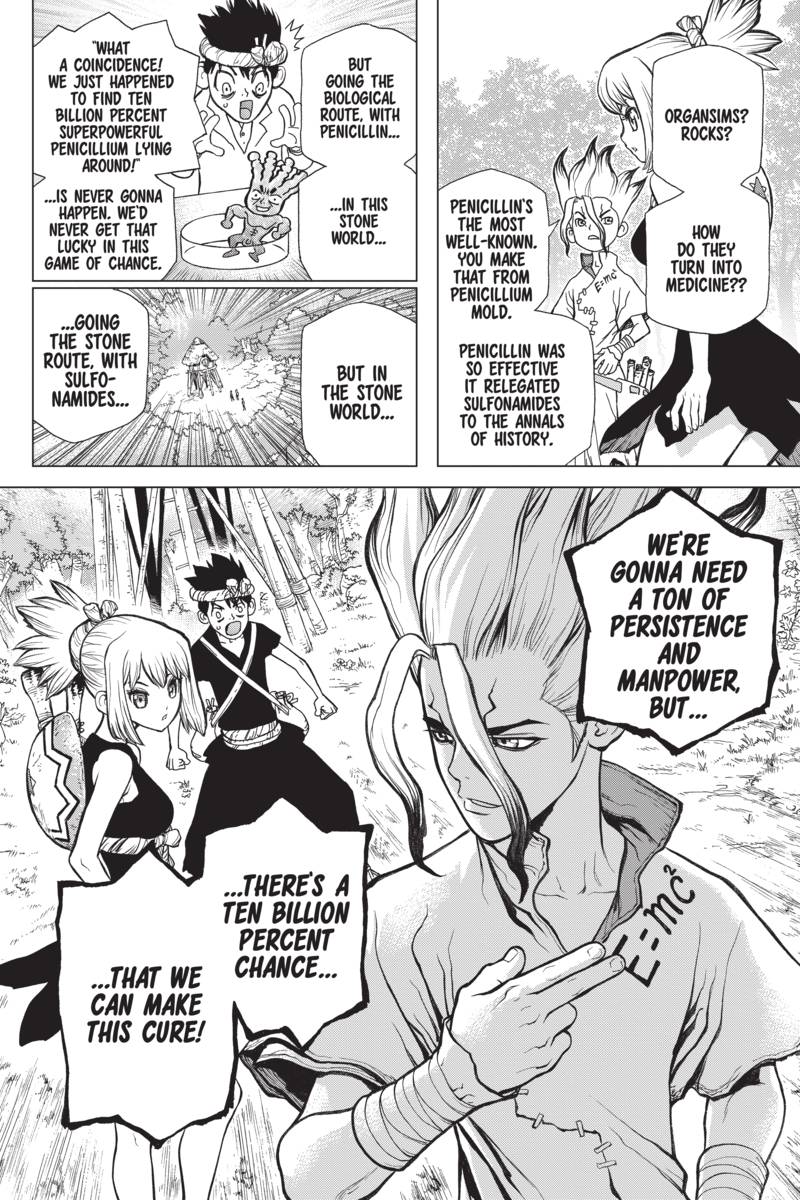 ORGANSIMS?
ROCKS?
HOW
DO THEY
TURN INTO
MEDICINE??
PENICILLIN'S
THE MOST
WELL-KNOWN.
YOU MAKE
THAT FROM
PENICILLIUM
MOLD.
PENICILLIN WAS
SO EFFECTIVE
IT RELEGATED
SULFONAMIDES
TO THE ANNALS
OF HISTORY.
E=mc²
BUT
GOING THE
BIOLOGICAL
ROUTE, WITH
PENICILLIN...
...IN THIS
STONE
WORLD...
"WHAT
A COINCIDENCE!
WE JUST HAPPENED
TO FIND TEN
BILLION PERCENT
SUPERPOWERFUL
PENICILLIUM LYING
AROUND!"
...IS NEVER GONNA
HAPPEN. WE'D
NEVER GET THAT
LUCKY IN THIS
GAME OF CHANCE.
BUT IN
THE STONE
WORLD...
...GOING
THE STONE
ROUTE, WITH
SULFO-
NAMIDES...
WE'RE
GONNA NEED
A TON OF
PERSISTENCE
AND
MANPOWER,
BUT...
...THERE'S A
TEN BILLION
PERCENT
CHANCE...
...THAT WE
CAN MAKE
THIS CURE!
E=mc²